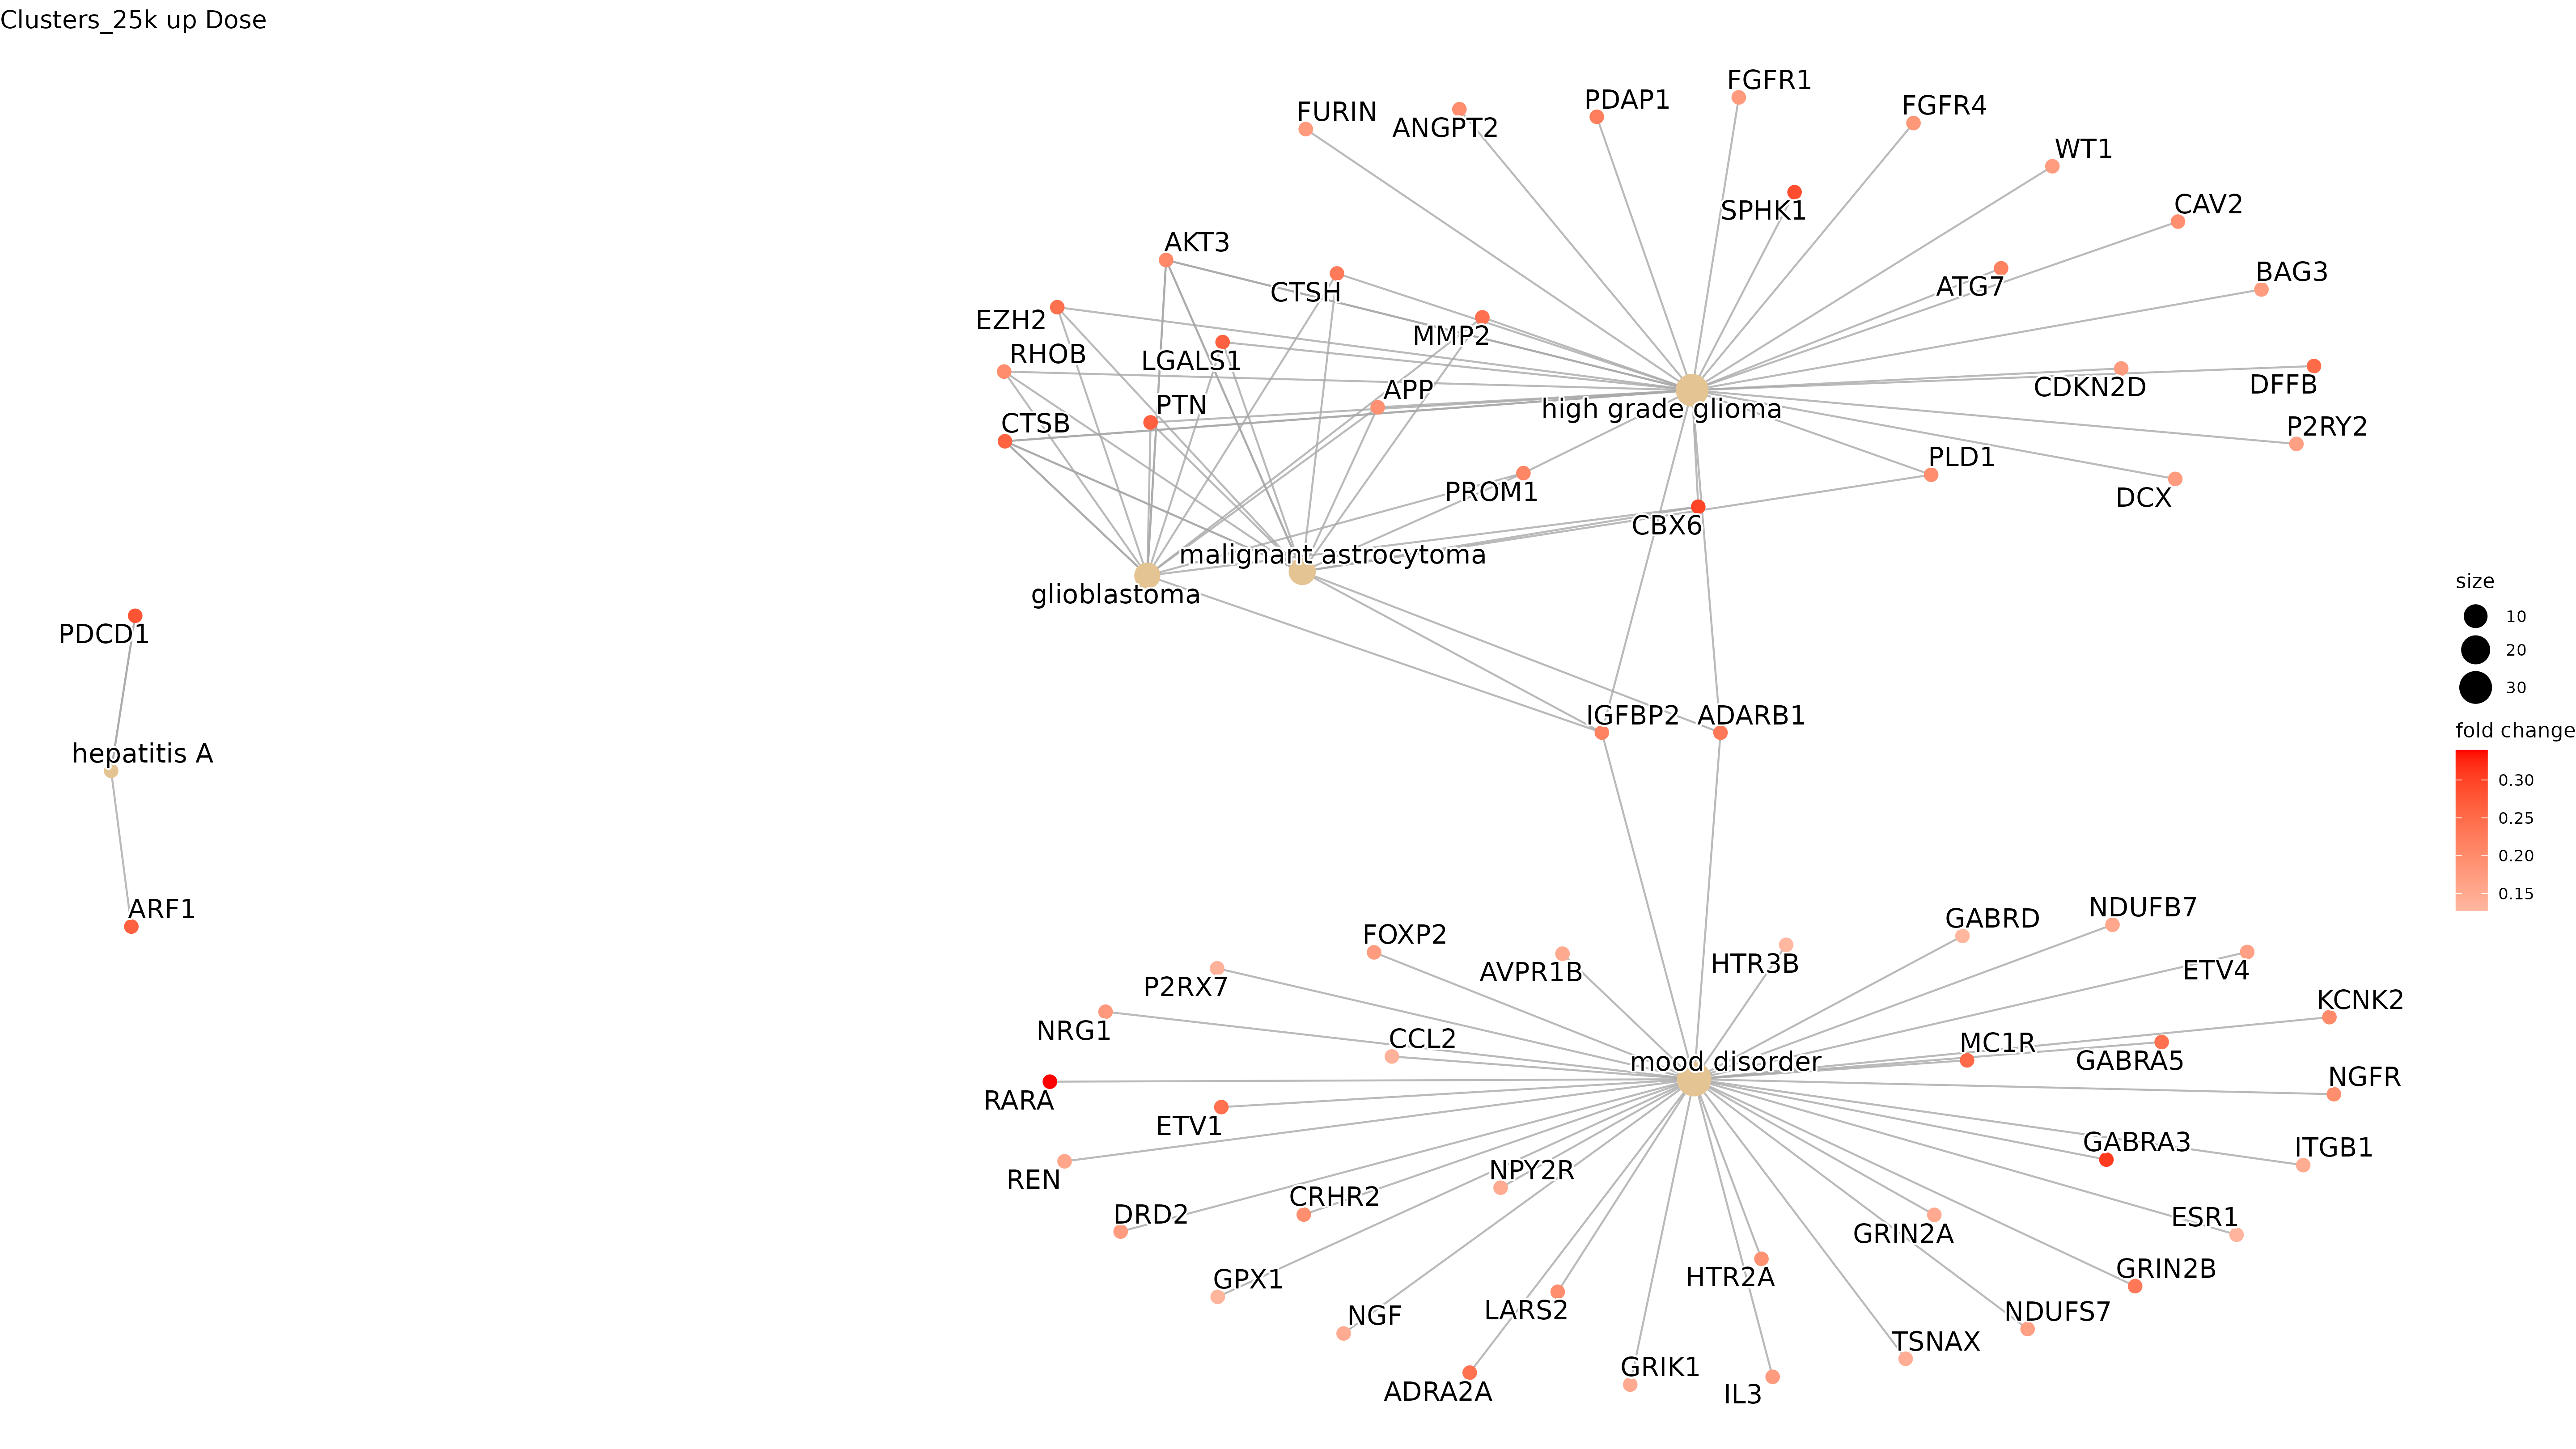 Clusters_25k up Dose
FGFR1
PDAP1
FGFR4
FURIN
ANGPT2
WT1
CAV2
SPHK1
AKT3
BAG3
ATG7
CTSH
EZH2
MMP2
RHOB
LGALS1
CDKN2D
DFFB
APP
PTN
high grade glioma
CTSB
P2RY2
PLD1
PROM1
DCX
CBX6
malignant astrocytoma
glioblastoma
PDCD1
IGFBP2
ADARB1
hepatitis A
ARF1
size
10
20
30
fold change
0.30
0.25
0.20
0.15
NDUFB7
GABRD
FOXP2
HTR3B
AVPR1B
ETV4
P2RX7
KCNK2
NRG1
CCL2
MC1R
mood disorder
GABRA5
NGFR
RARA
ETV1
GABRA3
ITGB1
NPY2R
REN
CRHR2
DRD2
ESR1
GRIN2A
GRIN2B
HTR2A
GPX1
LARS2
NDUFS7
NGF
TSNAX
GRIK1
ADRA2A
IL3